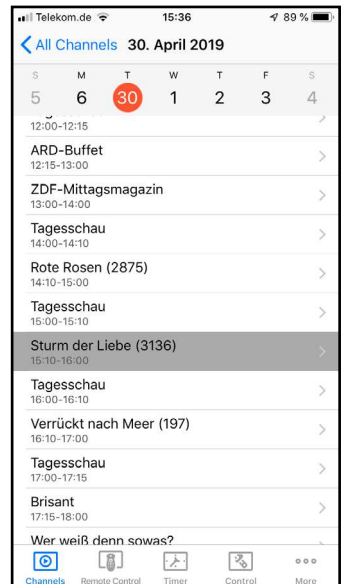 Telekom.de 15:36 89 %
All Channels 30. April 2019
S M T W T F S
5 6 30 1 2 3 4
12:00-12:15
ARD-Buffet
12:15-13:00
ZDF-Mittagsmagazin
13:00-14:00
Tagesschau
14:00-14:10
Rote Rosen (2875)
14:10-15:00
Tagesschau
15:00-15:10
Sturm der Liebe (3136)
15:10-16:00
Tagesschau
16:00-16:10
Verrückt nach Meer (197)
16:10-17:00
Tagesschau
17:00-17:15
Brisant
17:15-18:00
Wer weiß denn sowas?
Channels Remote Control Timer Control More